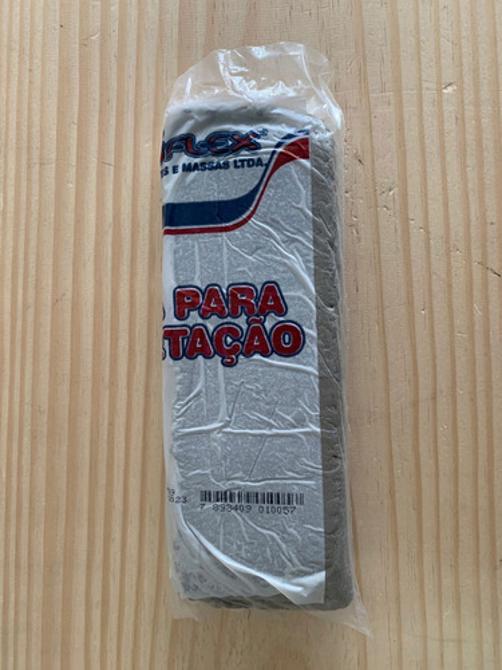 FLEX®
S E MASSAS LTDA.
PARA
TAÇÃO
7 893409 010057